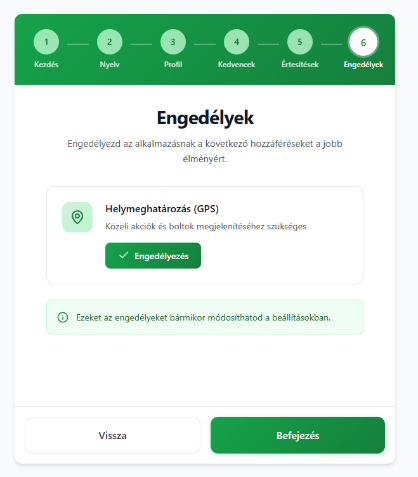 1 2 3 4 5 6
Kezdés Nyelv Profil Kedvencek Értesítések Engedélyek
Engedélyek
Engedélyezd az alkalmazásnak a következő hozzáféréseket a jobb
élményért.
Helymeghatározás (GPS)
Közeli akciók és boltok megjelenítéséhez szükséges
Engedélyezés
Ezeket az engedélyeket bármikor módosíthatod a beállításokban.
Vissza Befejezés